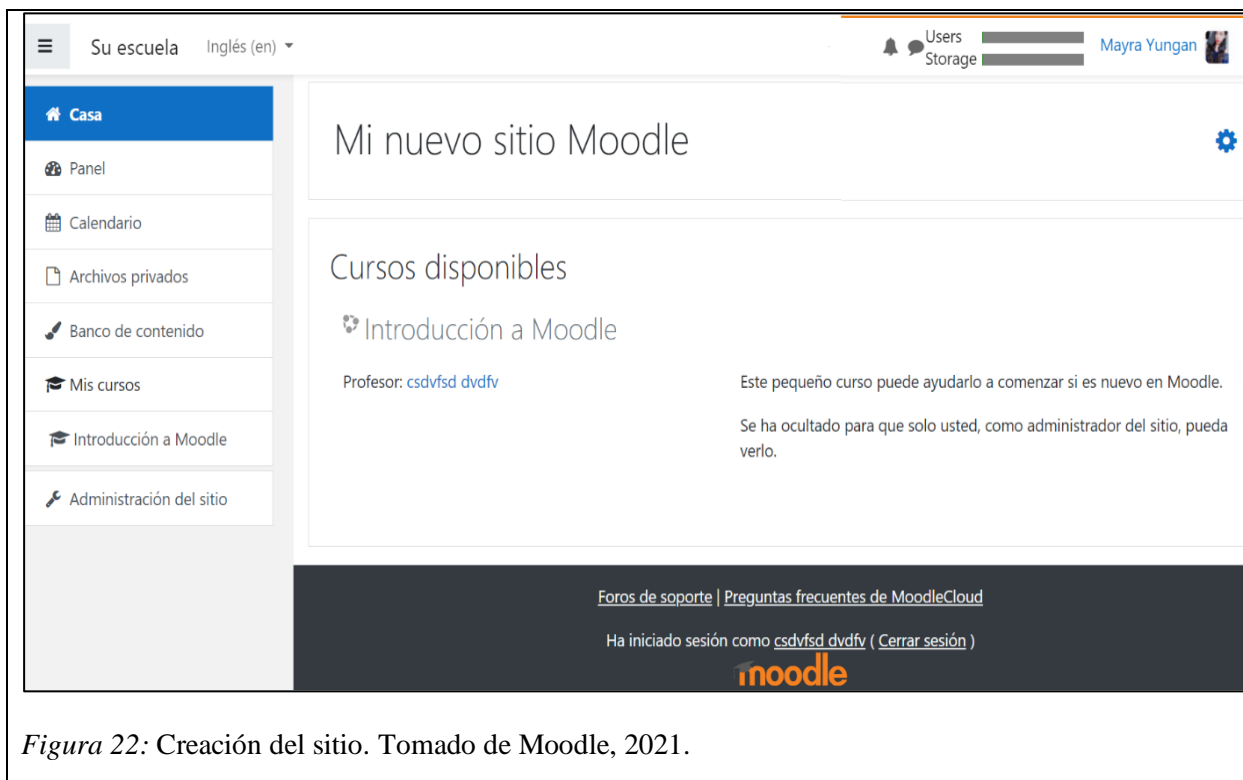 Su escuela Inglés (en)
Users
Storage
Mayra Yungan
Casa
Panel
Calendario
Archivos privados
Banco de contenido
Mis cursos
Introducción a Moodle
Administración del sitio
Mi nuevo sitio Moodle
Cursos disponibles
Introducción a Moodle
Profesor: csdvfsd dvdfv
Este pequeño curso puede ayudarlo a comenzar si es nuevo en Moodle.
Se ha ocultado para que solo usted, como administrador del sitio, pueda
verlo.
Foros de soporte | Preguntas frecuentes de MoodleCloud
Ha iniciado sesión como csdvfsd dvdfv ( Cerrar sesión )
moodle
Figura 22: Creación del sitio. Tomado de Moodle, 2021.